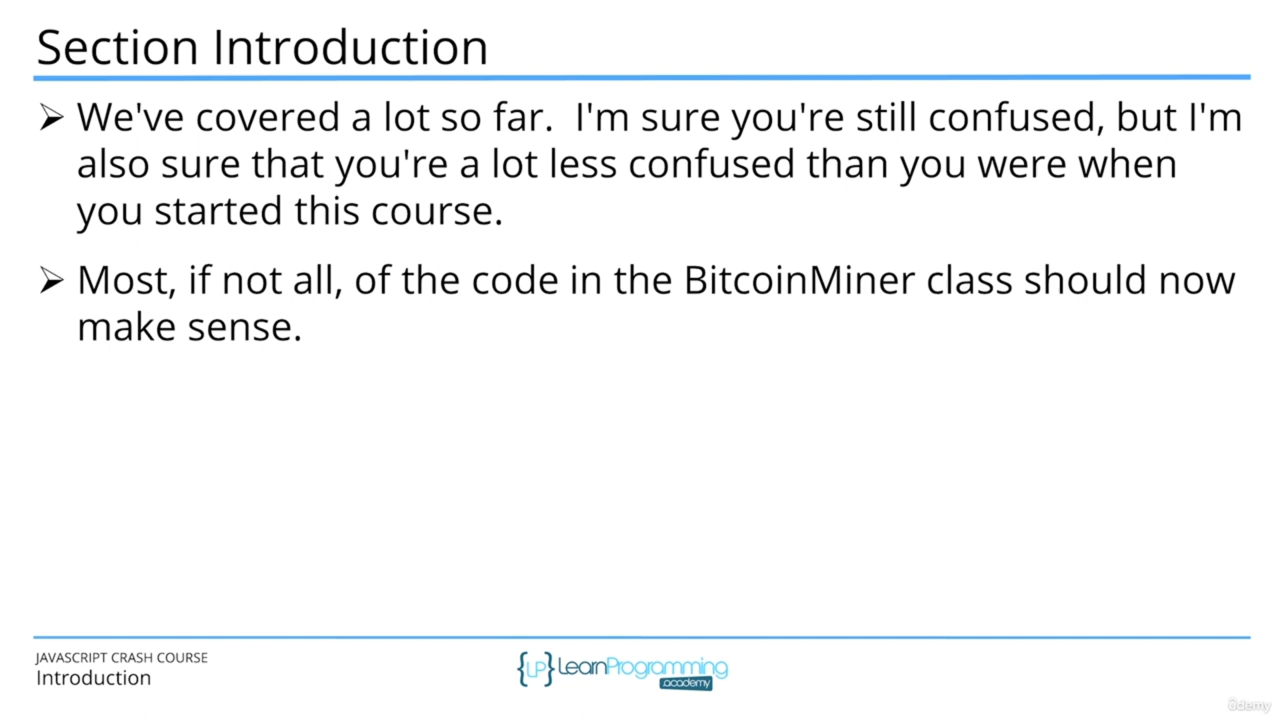 Section Introduction
➢ We've covered a lot so far.  I'm sure you're still confused, but I'm
also sure that you're a lot less confused than you were when
you started this course.
➢ Most, if not all, of the code in the BitcoinMiner class should now
make sense.
JAVASCRIPT CRASH COURSE
Introduction
{LP} LearnProgramming
.academy
ûdemy